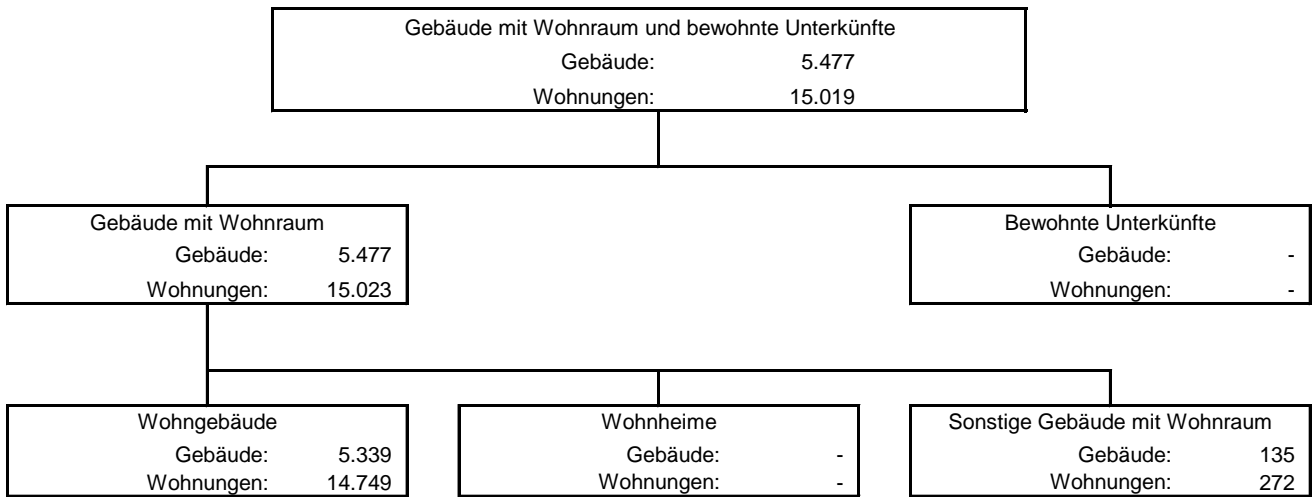 Gebäude mit Wohnraum und bewohnte Unterkünfte
Gebäude: 5.477
Wohnungen: 15.019
Gebäude mit Wohnraum
Gebäude: 5.477
Wohnungen: 15.023
Bewohnte Unterkünfte
Gebäude: -
Wohnungen: -
Wohngebäude
Gebäude: 5.339
Wohnungen: 14.749
Wohnheime
Gebäude: -
Wohnungen: -
Sonstige Gebäude mit Wohnraum
Gebäude: 135
Wohnungen: 272